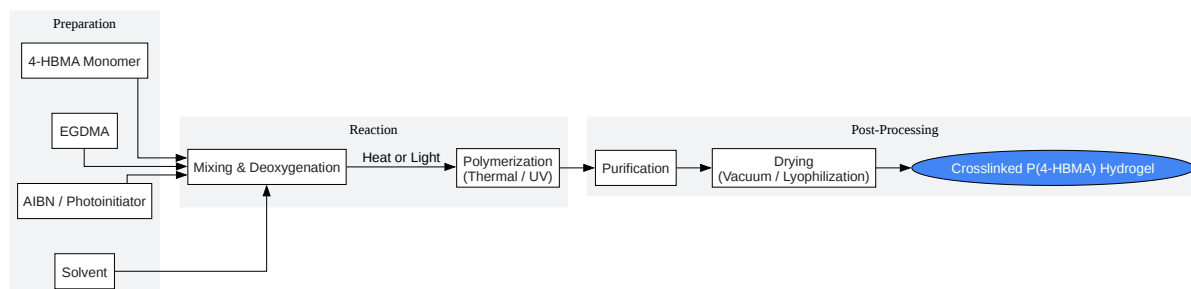 Preparation
4-HBMA Monomer
EGDMA
AIBN / Photoinitiator
Solvent
Reaction
Mixing & Deoxygenation
Heat or Light
Polymerization
(Thermal / UV)
Post-Processing
Purification
Drying
(Vacuum / Lyophilization)
Crosslinked P(4-HBMA) Hydrogel